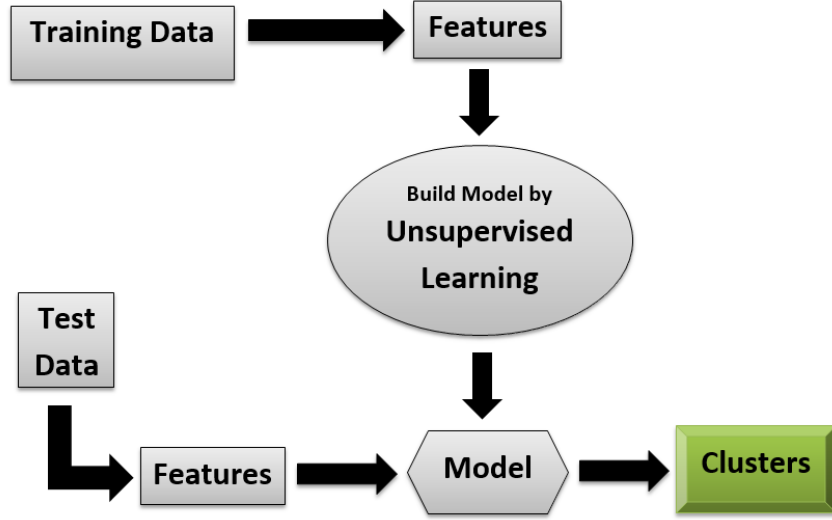 Training Data
Features
Build Model by
Unsupervised
Learning
Test
Data
Features
Model
Clusters